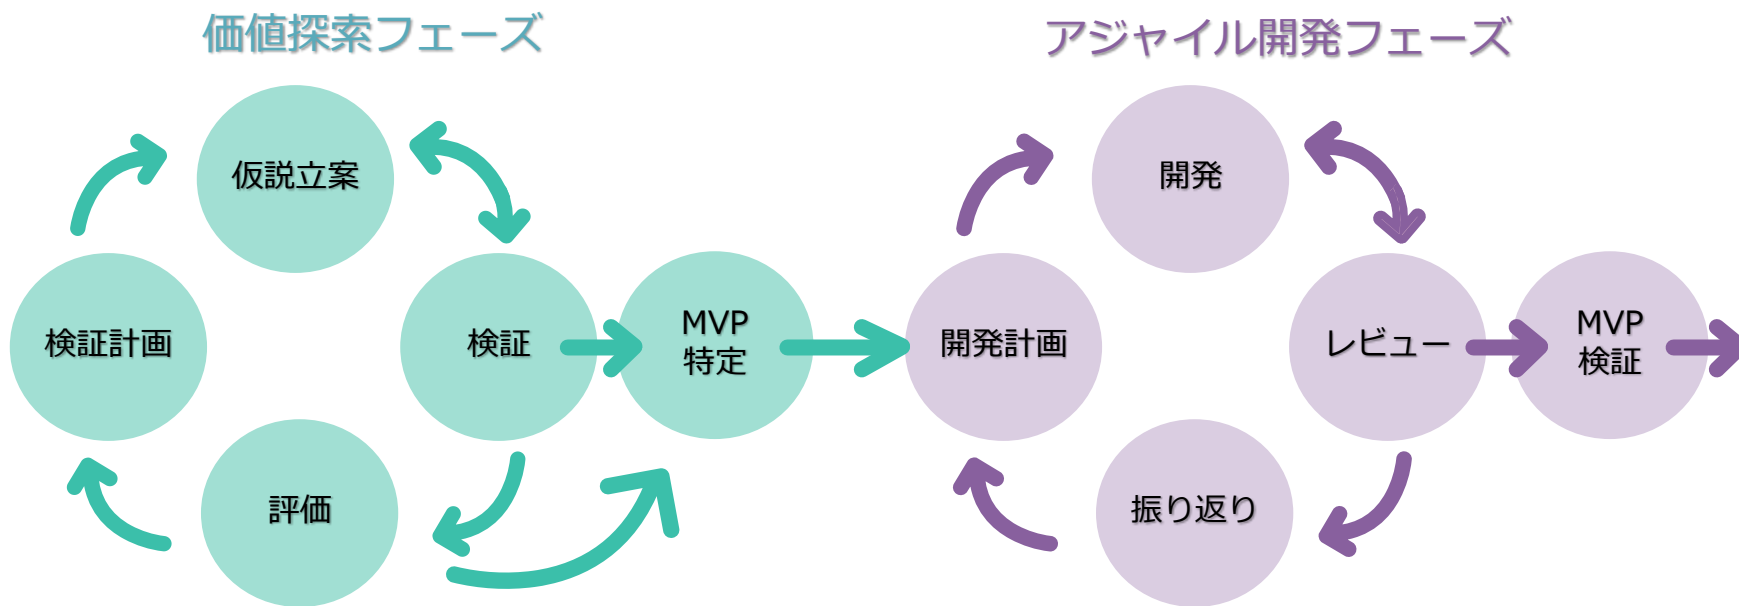 価値探索フェーズ
アジャイル開発フェーズ
仮説立案
検証計画
検証
MVP
特定
評価
開発
開発計画
レビュー
MVP
検証
振り返り